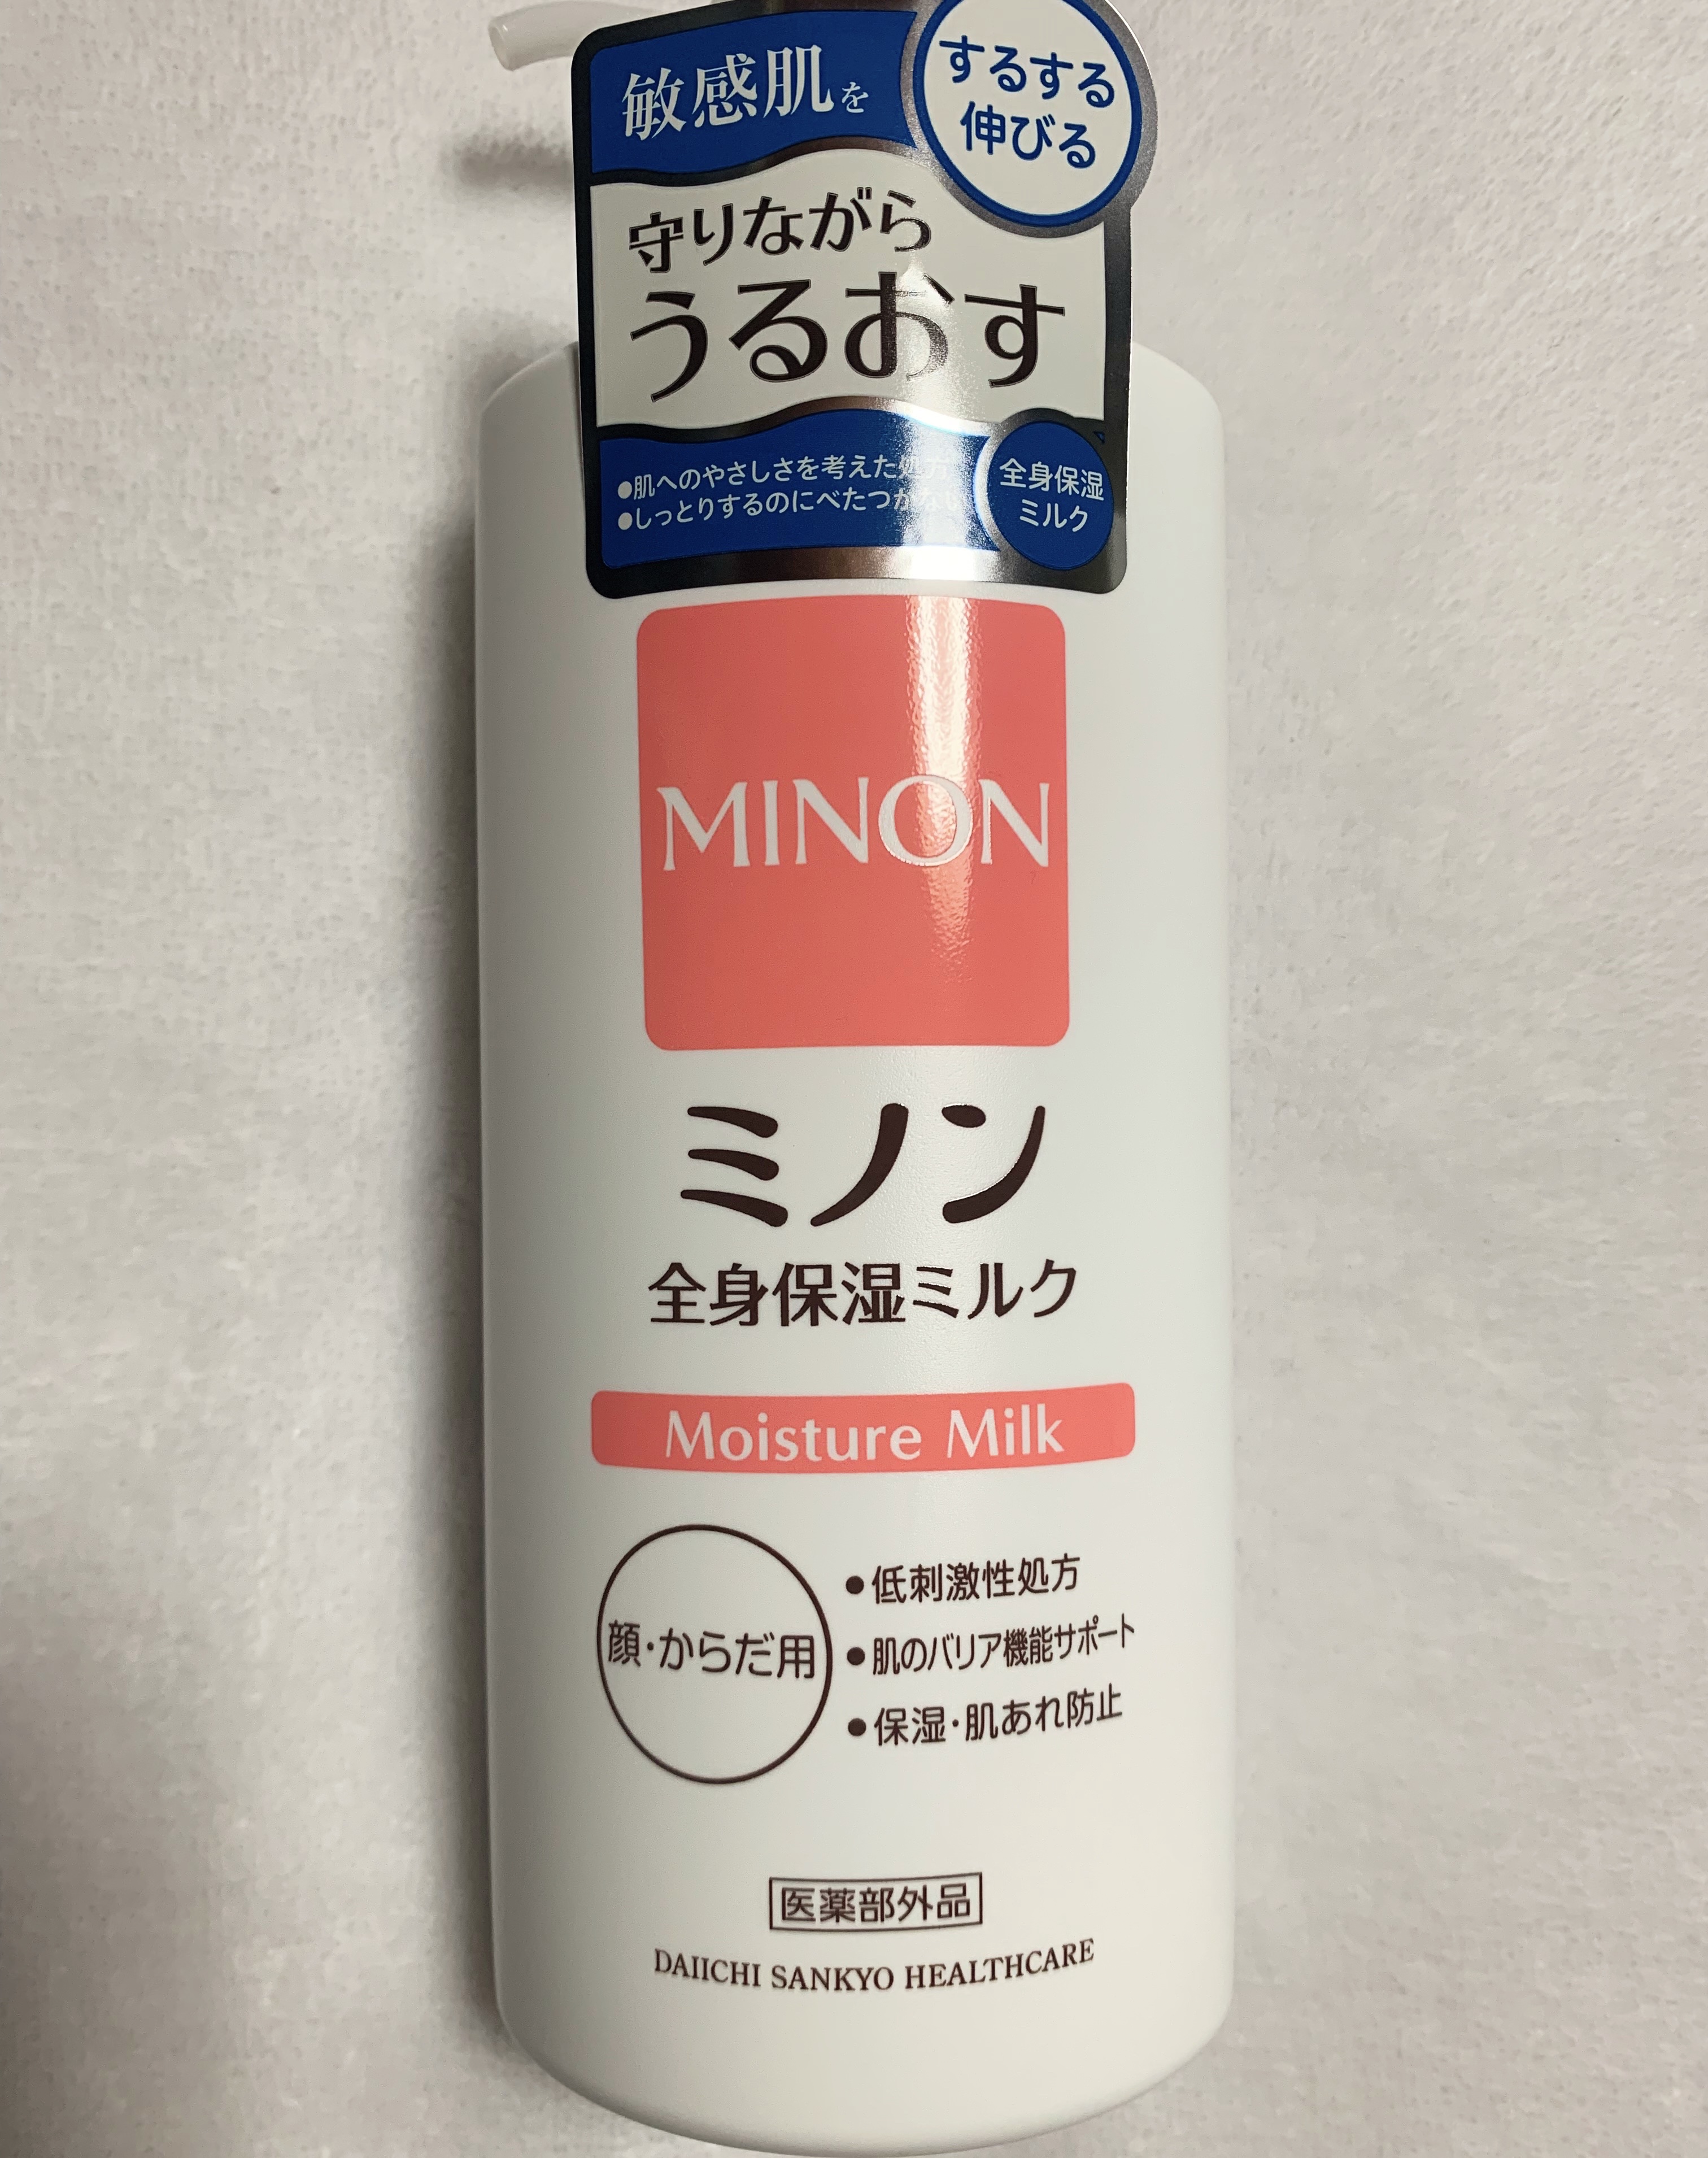 敏感肌を
するする
伸びる
守りながら
うるおす
●肌へのやさしさを考えた処方
●しっとりするのにべたつかない
全身保湿
ミルク
MINON
ミノン
全身保湿ミルク
Moisture Milk
顔・からだ用
●低刺激性処方
●肌のバリア機能サポート
●保湿・肌あれ防止
医薬部外品
DAIICHI SANKYO HEALTHCARE